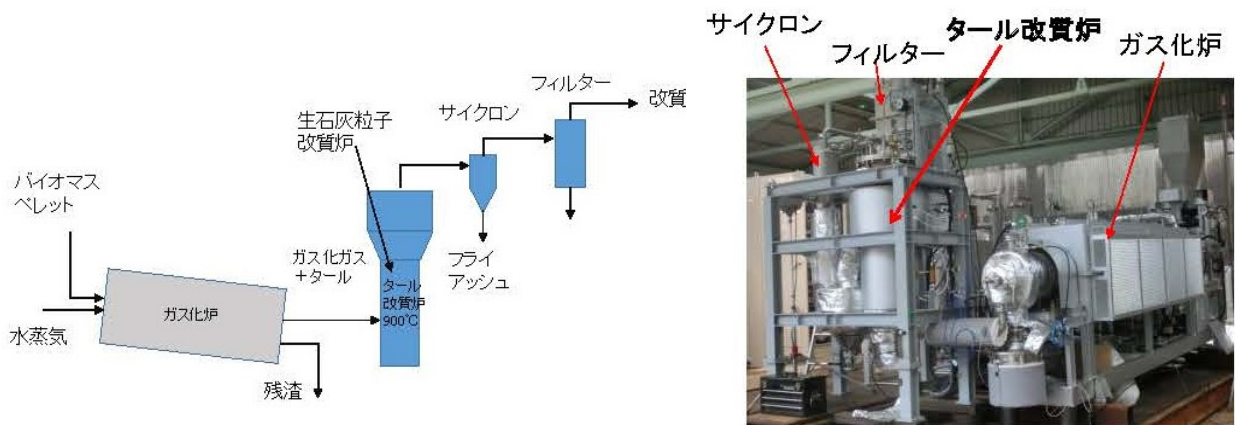 フィルター
改質
サイクロン
生石灰粒子
改質炉
バイオマス
ペレット
ガス化ガス
+タール
フライ
アッシュ
タール
改質炉
900℃
ガス化炉
水蒸気
残渣
サイクロン
フィルター
タール改質炉
ガス化炉